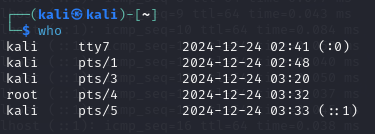 ┌──(kali㉿kali)-[~]
└─$ who
kali     tty7         2024-12-24 02:41 (:0)
kali     pts/1        2024-12-24 02:48
kali     pts/3        2024-12-24 03:20
root     pts/4        2024-12-24 03:32
kali     pts/5        2024-12-24 03:33 (::1)